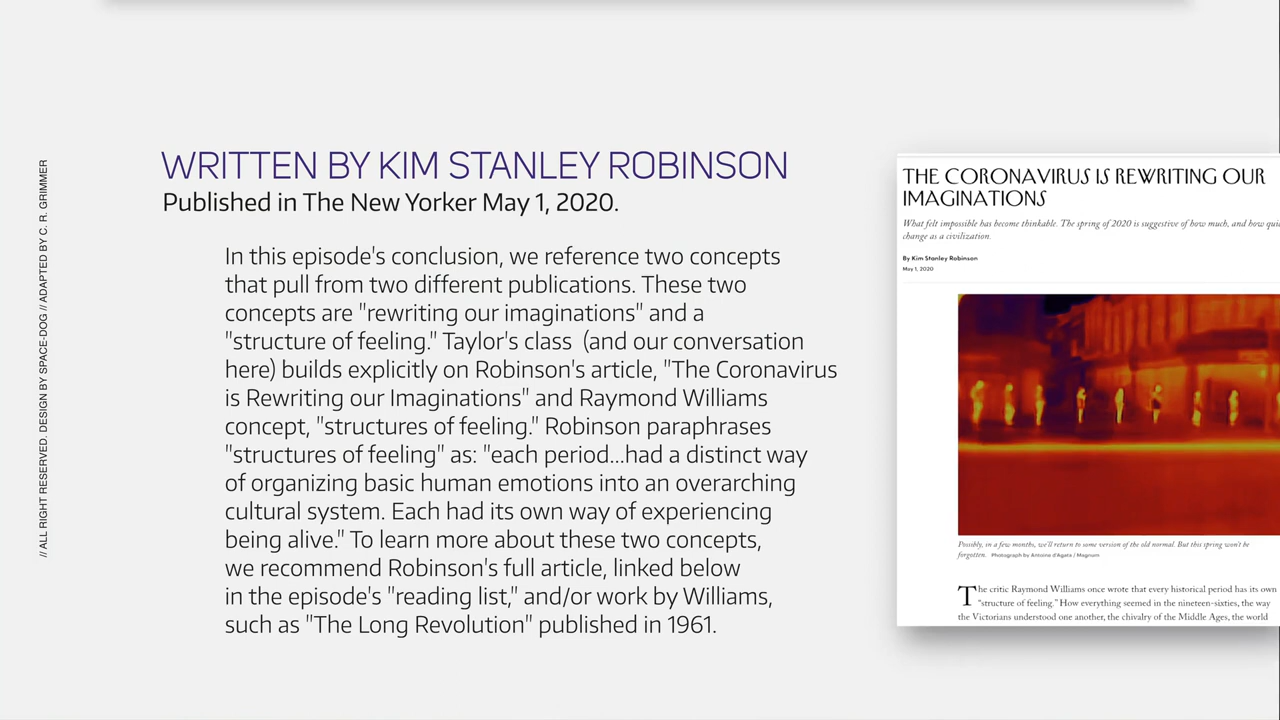 // ALL RIGHT RESERVED. DESIGN BY SPACE-DOG // ADAPTED BY C. R. GRIMMER
WRITTEN BY KIM STANLEY ROBINSON
Published in The New Yorker May 1, 2020.
In this episode's conclusion, we reference two concepts
that pull from two different publications. These two
concepts are "rewriting our imaginations" and a
"structure of feeling." Taylor's class (and our conversation
here) builds explicitly on Robinson's article, "The Coronavirus
is Rewriting our Imaginations" and Raymond Williams
concept, "structures of feeling." Robinson paraphrases
"structures of feeling" as: "each period...had a distinct way
of organizing basic human emotions into an overarching
cultural system. Each had its own way of experiencing
being alive." To learn more about these two concepts,
we recommend Robinson's full article, linked below
in the episode's "reading list," and/or work by Williams,
such as "The Long Revolution" published in 1961.
THE CORONAVIRUS IS REWRITING OUR
IMAGINATIONS
What felt impossible has become thinkable. The spring of 2020 is suggestive of how much, and how
change as a civilization.
By Kim Stanley Robinson
May 1, 2020
Possibly, in a few months, we'll return to some version of the old normal. But this spring won't be
forgotten. Photograph by Antoine d'Agata / Magnum
The critic Raymond Williams once wrote that every historical period has its own
"structure of feeling." How everything seemed in the nineteen-sixties, the way
the Victorians understood one another, the chivalry of the Middle Ages, the world